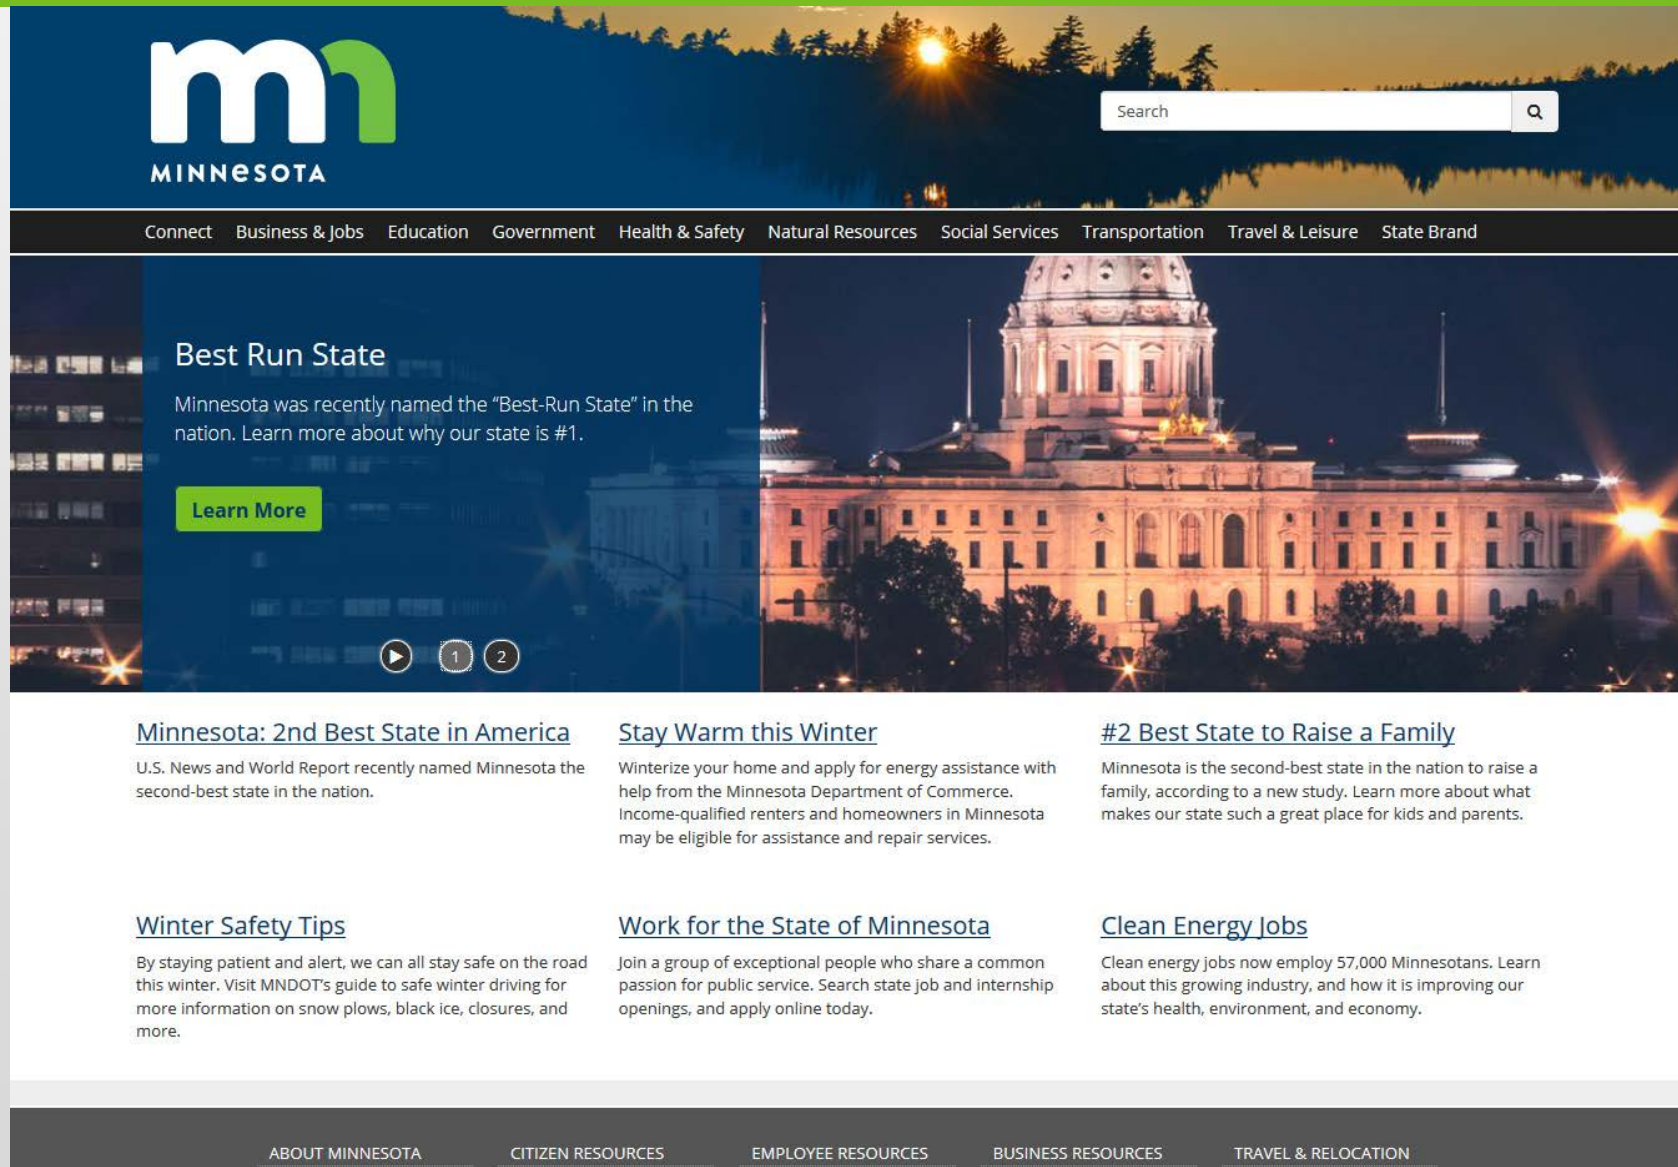 mn
MINNESOTA
Search
Connect Business & Jobs Education Government Health & Safety Natural Resources Social Services Transportation Travel & Leisure State Brand
Best Run State
Minnesota was recently named the “Best-Run State” in the
nation. Learn more about why our state is #1.
Learn More
1 2
Minnesota: 2nd Best State in America
U.S. News and World Report recently named Minnesota the
second-best state in the nation.
Stay Warm this Winter
Winterize your home and apply for energy assistance with
help from the Minnesota Department of Commerce.
Income-qualified renters and homeowners in Minnesota
may be eligible for assistance and repair services.
#2 Best State to Raise a Family
Minnesota is the second-best state in the nation to raise a
family, according to a new study. Learn more about what
makes our state such a great place for kids and parents.
Winter Safety Tips
By staying patient and alert, we can all stay safe on the road
this winter. Visit MNDOT’s guide to safe winter driving for
more information on snow plows, black ice, closures, and
more.
Work for the State of Minnesota
Join a group of exceptional people who share a common
passion for public service. Search state job and internship
openings, and apply online today.
Clean Energy Jobs
Clean energy jobs now employ 57,000 Minnesotans. Learn
about this growing industry, and how it is improving our
state’s health, environment, and economy.
ABOUT MINNESOTA CITIZEN RESOURCES EMPLOYEE RESOURCES BUSINESS RESOURCES TRAVEL & RELOCATION